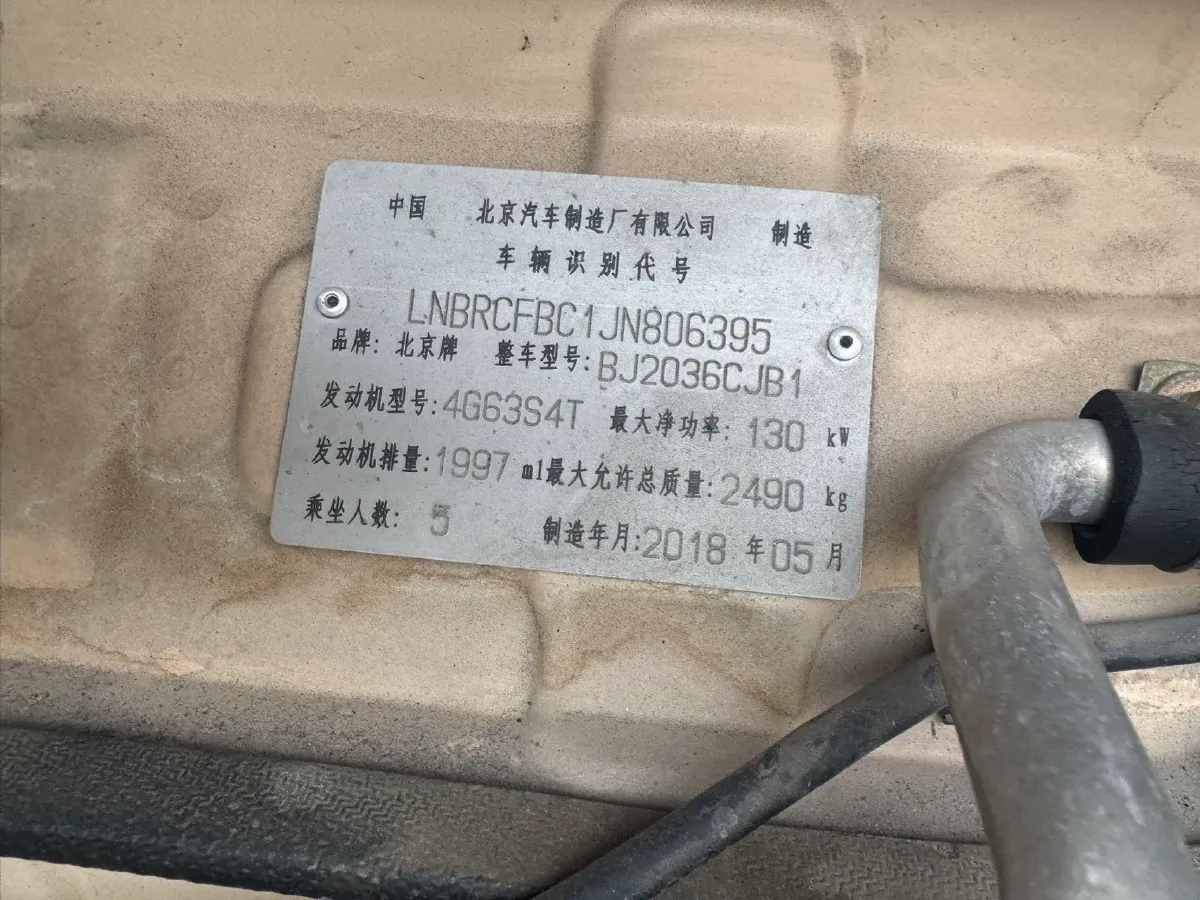 中国 北京汽车制造厂有限公司 制造
车辆识别代号
LNBRCFBC1JN806395
品牌: 北京牌 整车型号:BJ2036CJB1
发动机型号:4G63S4T 最大净功率: 130 kW
发动机排量:1997 ml最大允许总质量:2490 kg
乘坐人数: 5 制造年月:2018 年05月